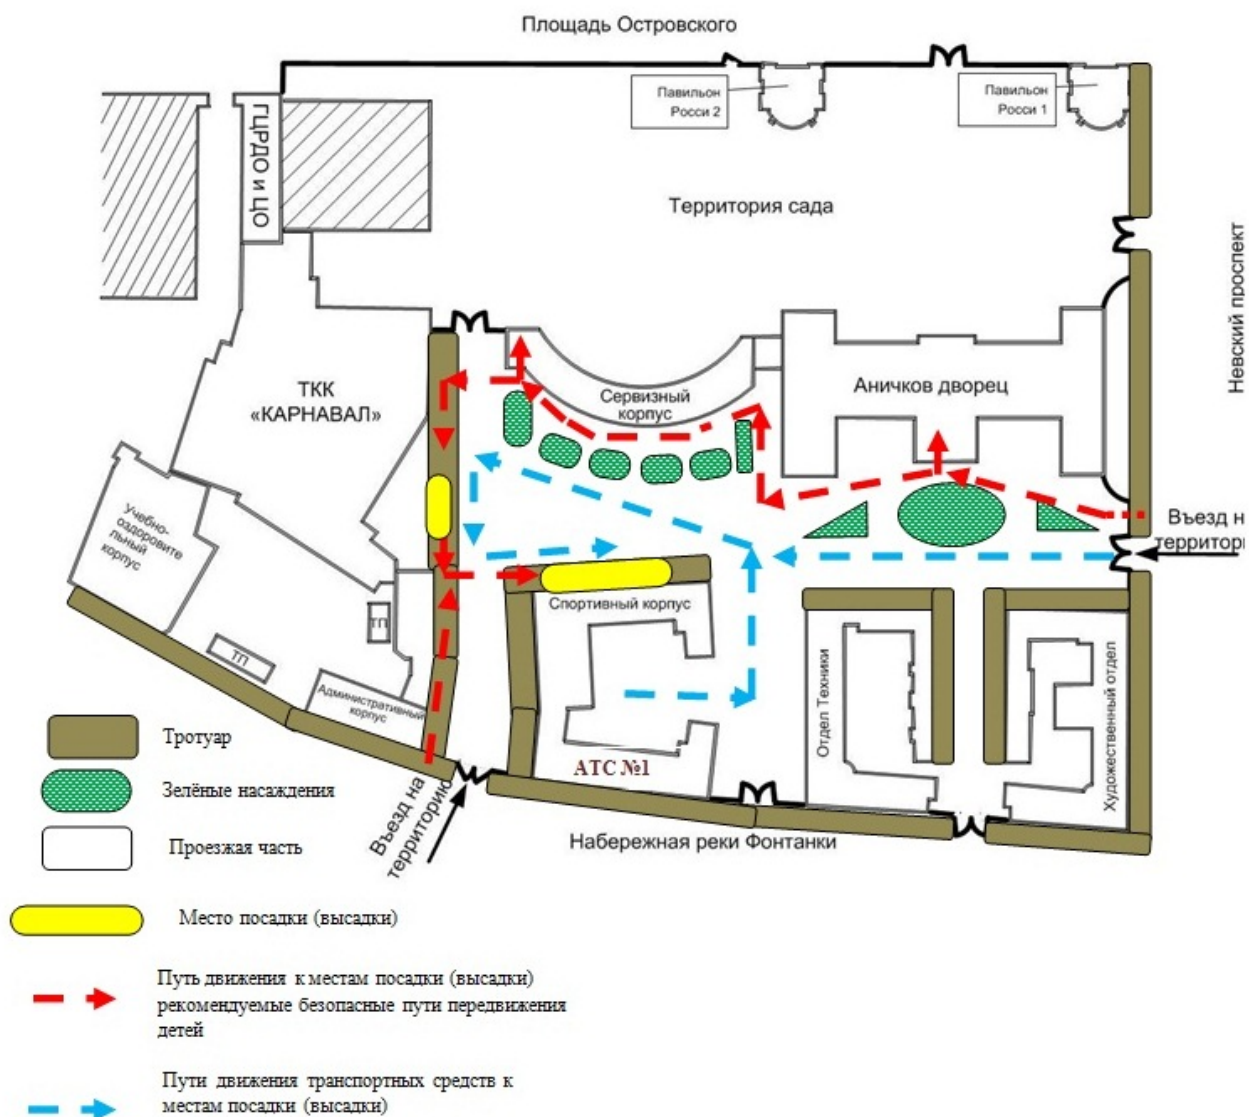 Площадь Островского
Павильон
Росси 2
Павильон
Росси 1
ГЦРДО и ЦО
Территория сада
Невский проспект
ТКК
«КАРНАВАЛ»
Сервизный
корпус
Аничков дворец
Учебно-
оздоровите
льный
корпус
Въезд н
территори
Спортивный корпус
ТП
ТП
Административный
корпус
Отдел Техники
Художественный отдел
АТС №1
Въезд на
территорию
Набережная реки Фонтанки
Тротуар
Зелёные насаждения
Проезжая часть
Место посадки (высадки)
Путь движения к местам посадки (высадки)
рекомендуемые безопасные пути передвижения
детей
Пути движения транспортных средств к
местам посадки (высадки)